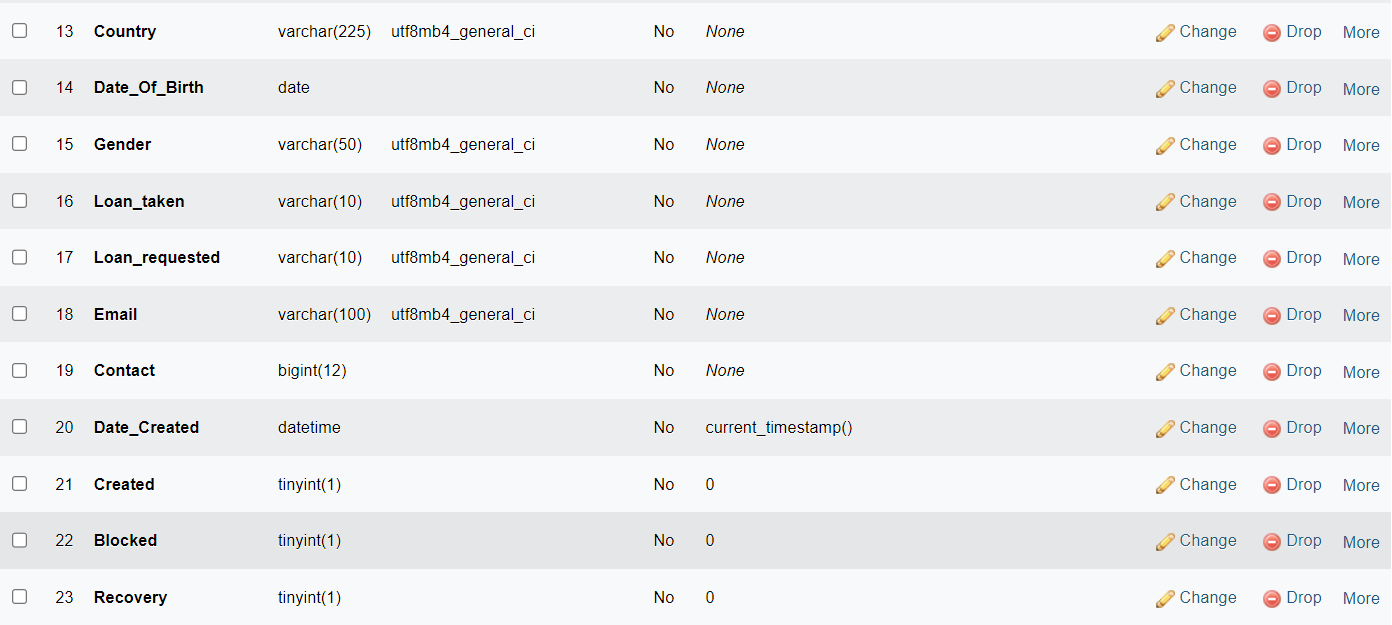 13 Country varchar(225) utf8mb4_general_ci No None Change Drop More
14 Date_Of_Birth date No None Change Drop More
15 Gender varchar(50) utf8mb4_general_ci No None Change Drop More
16 Loan_taken varchar(10) utf8mb4_general_ci No None Change Drop More
17 Loan_requested varchar(10) utf8mb4_general_ci No None Change Drop More
18 Email varchar(100) utf8mb4_general_ci No None Change Drop More
19 Contact bigint(12) No None Change Drop More
20 Date_Created datetime No current_timestamp() Change Drop More
21 Created tinyint(1) No 0 Change Drop More
22 Blocked tinyint(1) No 0 Change Drop More
23 Recovery tinyint(1) No 0 Change Drop More